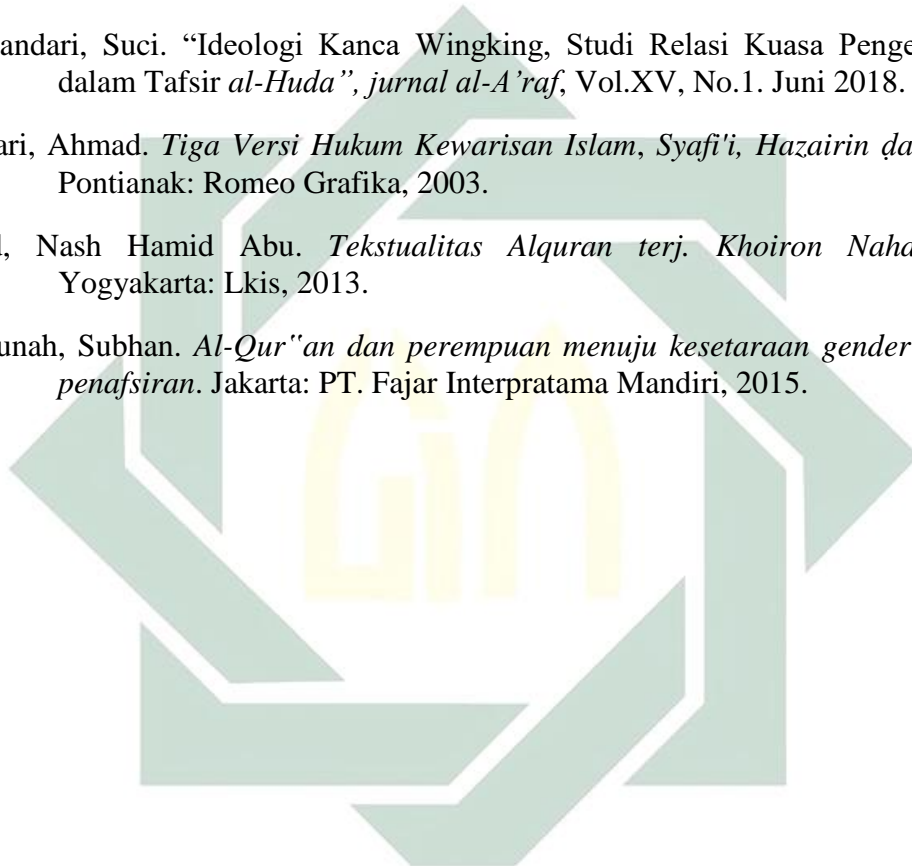 andari, Suci. “Ideologi Kanca Wingking, Studi Relasi Kuasa Penge
dalam Tafsir al-Huda”, jurnal al-A’raf, Vol.XV, No.1. Juni 2018.
ari, Ahmad. Tiga Versi Hukum Kewarisan Islam, Syafi'i, Hazairin ḍa
Pontianak: Romeo Grafika, 2003.
Nash Hamid Abu. Tekstualitas Alquran terj. Khoiron Naha
Yogyakarta: Lkis, 2013.
unah, Subhan. Al-Qur‟an dan perempuan menuju kesetaraan gender
penafsiran. Jakarta: PT. Fajar Interpratama Mandiri, 2015.